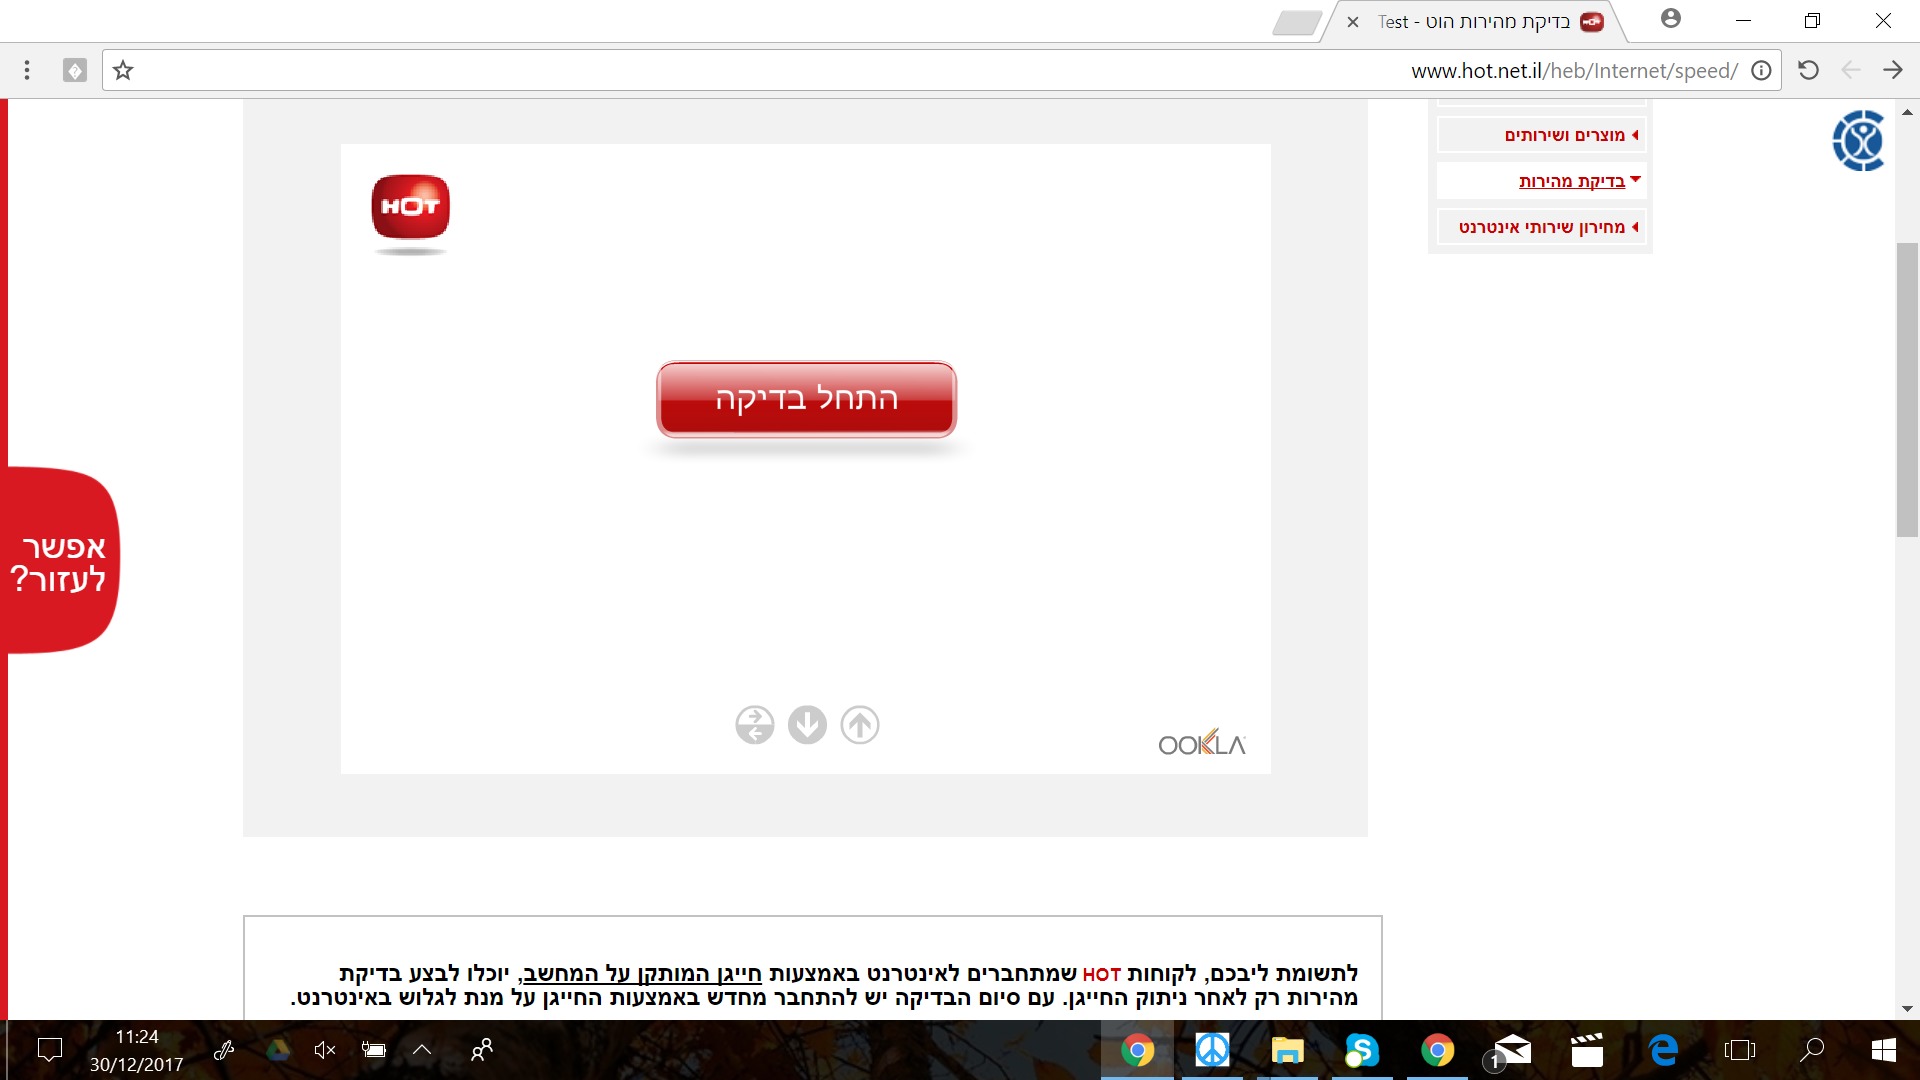 בדיקת מהירות הוט - Test
www.hot.net.il/heb/Internet/speed/
מוצרים ושירותים
בדיקת מהירות
מחירון שירותי אינטרנט
HOT
התחל בדיקה
אפשר
לעזור?
OOKLA
לתשומת ליבכם, לקוחות HOT שמתחברים לאינטרנט באמצעות חייגן המותקן על המחשב, יוכלו לבצע בדיקת
מהירות רק לאחר ניתוק החייגן. עם סיום הבדיקה יש להתחבר מחדש באמצעות החייגן על מנת לגלוש באינטרנט.
11:24
30/12/2017
1